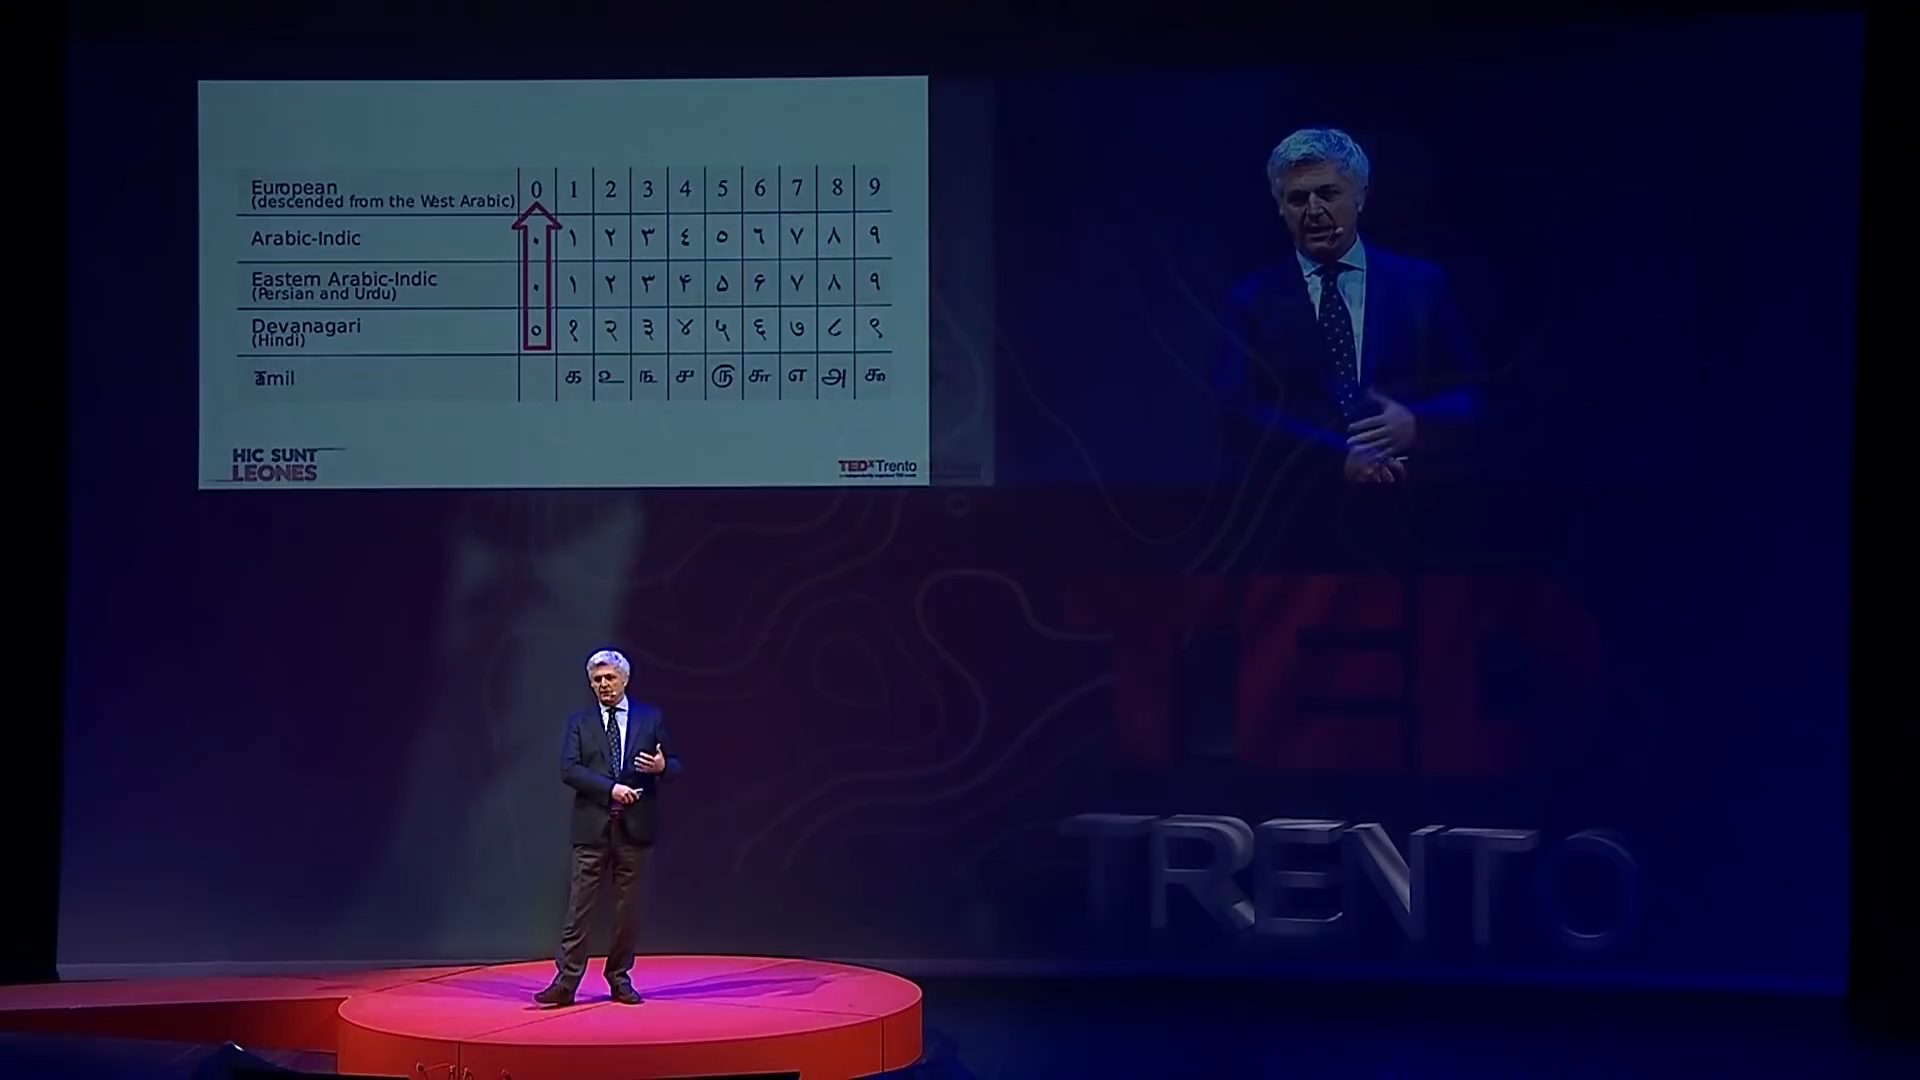 European 0 1 2 3 4 5 6 7 8 9
(descended from the West Arabic)
Arabic-Indic ٠ ١ ٢ ٣ ٤ ٥ ٦ ٧ ٨ ٩
Eastern Arabic-Indic ۰ ۱ ۲ ۳ ۴ ۵ ۶ ۷ ۸ ۹
(Persian and Urdu)
Devanagari ० १ २ ३ ४ ५ ६ ७ ८ ९
(Hindi)
Tamil ௧ ௨ ௩ ௪ ௫ ௬ ௭ ௮ ௯
HIC SUNT
LEONES
TEDxTrento
TED
TRENTO